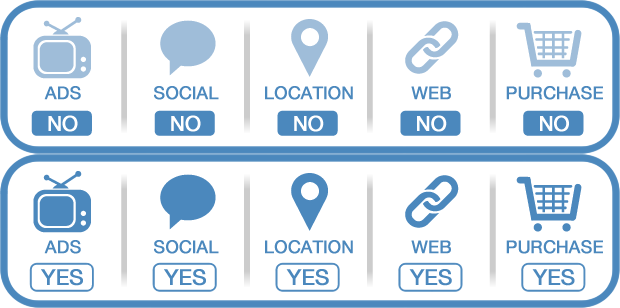 ADS SOCIAL LOCATION WEB PURCHASE
NO NO NO NO NO
ADS SOCIAL LOCATION WEB PURCHASE
YES YES YES YES YES